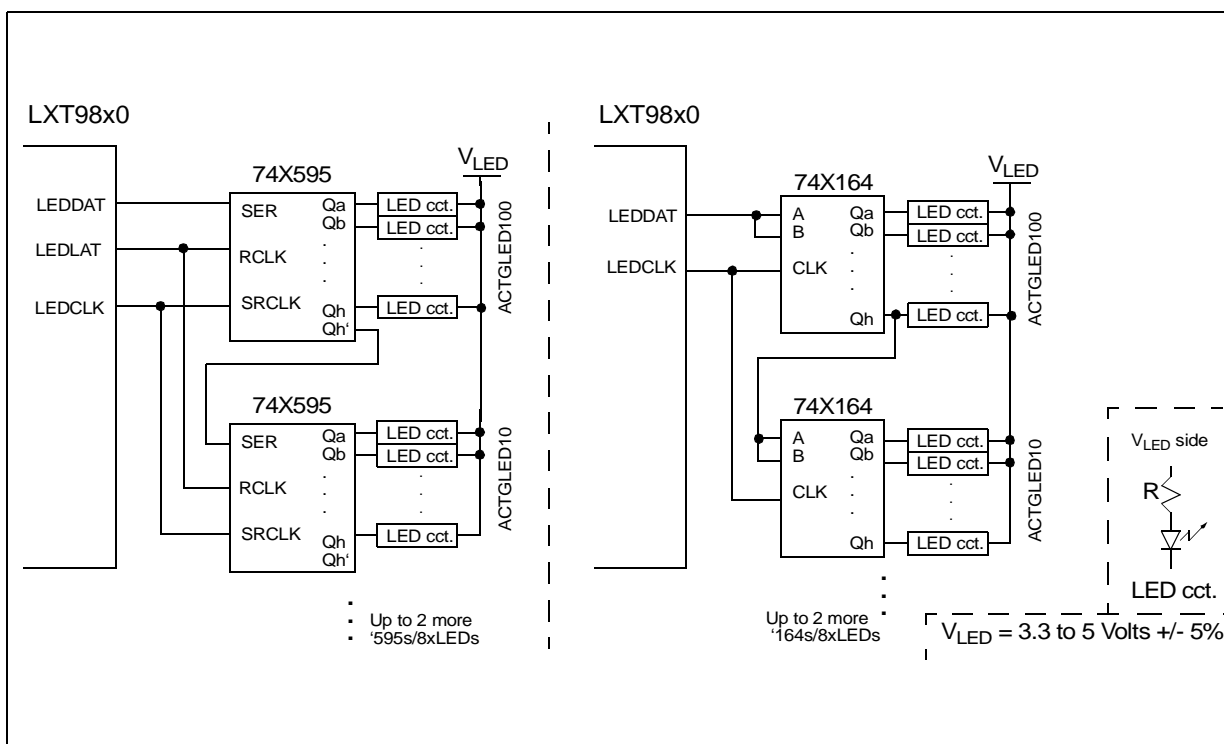 LXT98x0
LEDDAT
LEDLAT
LEDCLK
74X595
SER
RCLK
SRCLK
Qa
Qb
Qh
Qh‘
LED cct.
LED cct.
LED cct.
VLED
ACTGLED100
74X595
SER
RCLK
SRCLK
Qa
Qb
Qh
Qh‘
LED cct.
LED cct.
LED cct.
ACTGLED10
Up to 2 more
‘595s/8xLEDs
LXT98x0
LEDDAT
LEDCLK
74X164
A
B
CLK
Qa
Qb
Qh
LED cct.
LED cct.
LED cct.
VLED
ACTGLED100
74X164
A
B
CLK
Qa
Qb
Qh
LED cct.
LED cct.
LED cct.
ACTGLED10
Up to 2 more
‘164s/8xLEDs
VLED side
R
LED cct.
VLED = 3.3 to 5 Volts +/- 5%